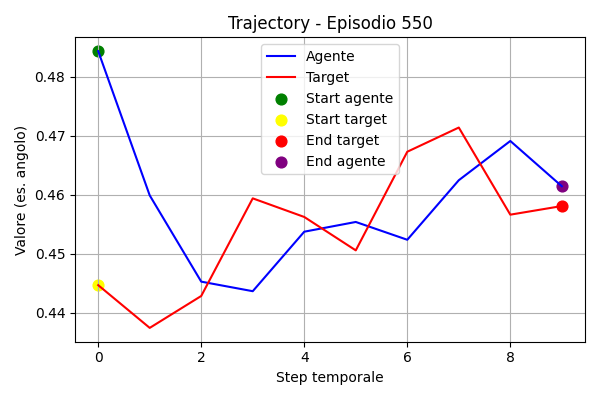 Trajectory - Episodio 550
Agente
Target
Start agente
Start target
End target
End agente
Valore (es. angolo)
0.48
0.47
0.46
0.45
0.44
0 2 4 6 8
Step temporale